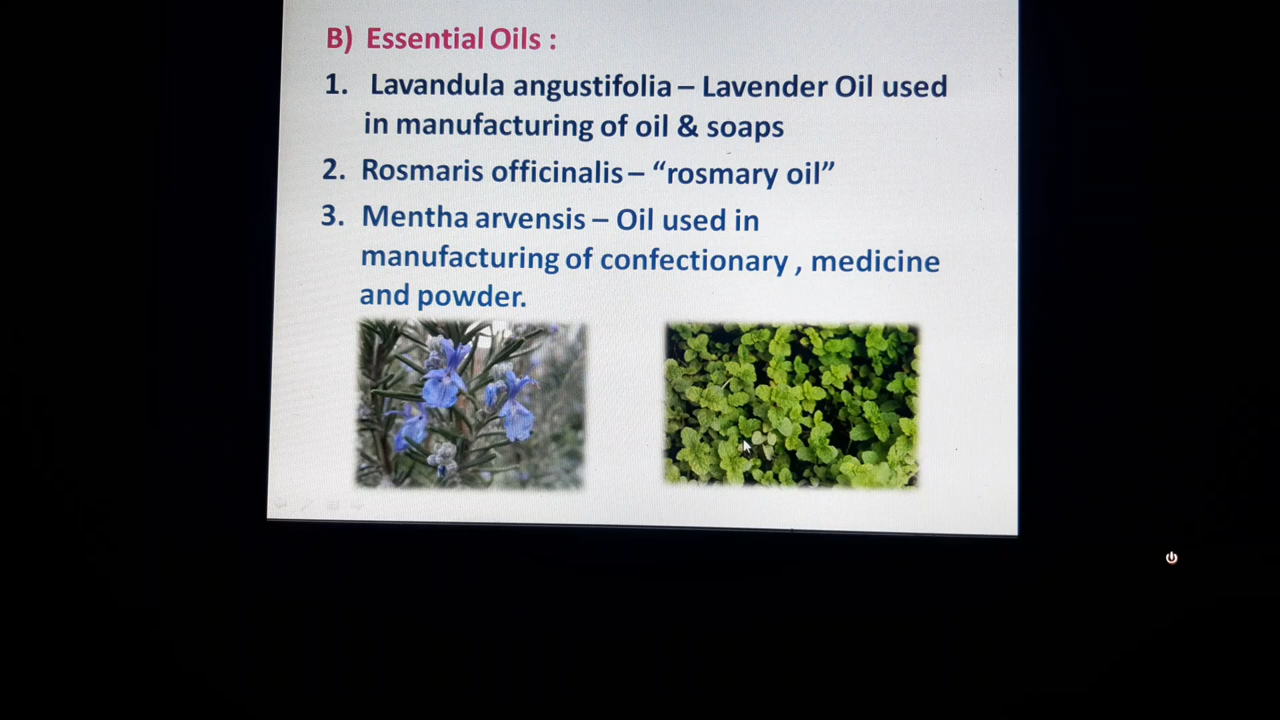 B) Essential Oils :
1. Lavandula angustifolia – Lavender Oil used
in manufacturing of oil & soaps
2. Rosmaris officinalis – “rosmary oil”
3. Mentha arvensis – Oil used in
manufacturing of confectionary , medicine
and powder.